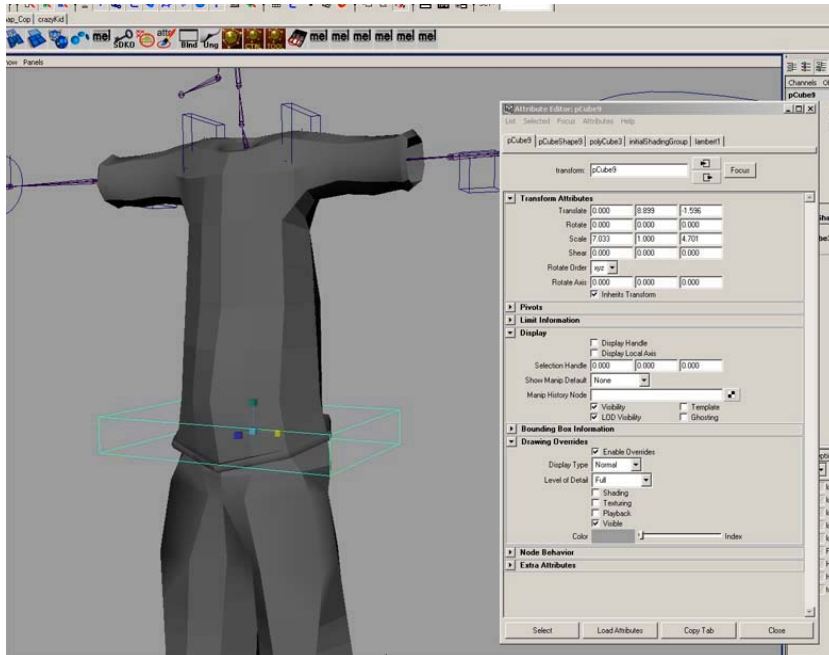 ap_Cop crazyKid
mel SDKO attr Bind Ung mel mel mel mel mel mel
Panels
Channels
pCube9
Attribute Editor: pCube9
List Selected Focus Attributes Help
pCube9 pCubeShape9 polyCube3 initialShadingGroup lambert1
transform: pCube9 Focus
Transform Attributes
Translate 0.000 8.899 -1.596
Rotate 0.000 0.000 0.000
Scale 7.033 1.000 4.701
Shear 0.000 0.000 0.000
Rotate Order xyz
Rotate Axis 0.000 0.000 0.000
Inherits Transform
Pivots
Limit Information
Display
Display Handle
Display Local Axis
Selection Handle 0.000 0.000 0.000
Show Manip Default None
Manip History Node
Visibility Template
LOD Visibility Ghosting
Bounding Box Information
Drawing Overrides
Enable Overrides
Display Type Normal
Level of Detail Full
Shading
Texturing
Playback
Visible
Color Index
Node Behavior
Extra Attributes
Select Load Attributes Copy Tab Close